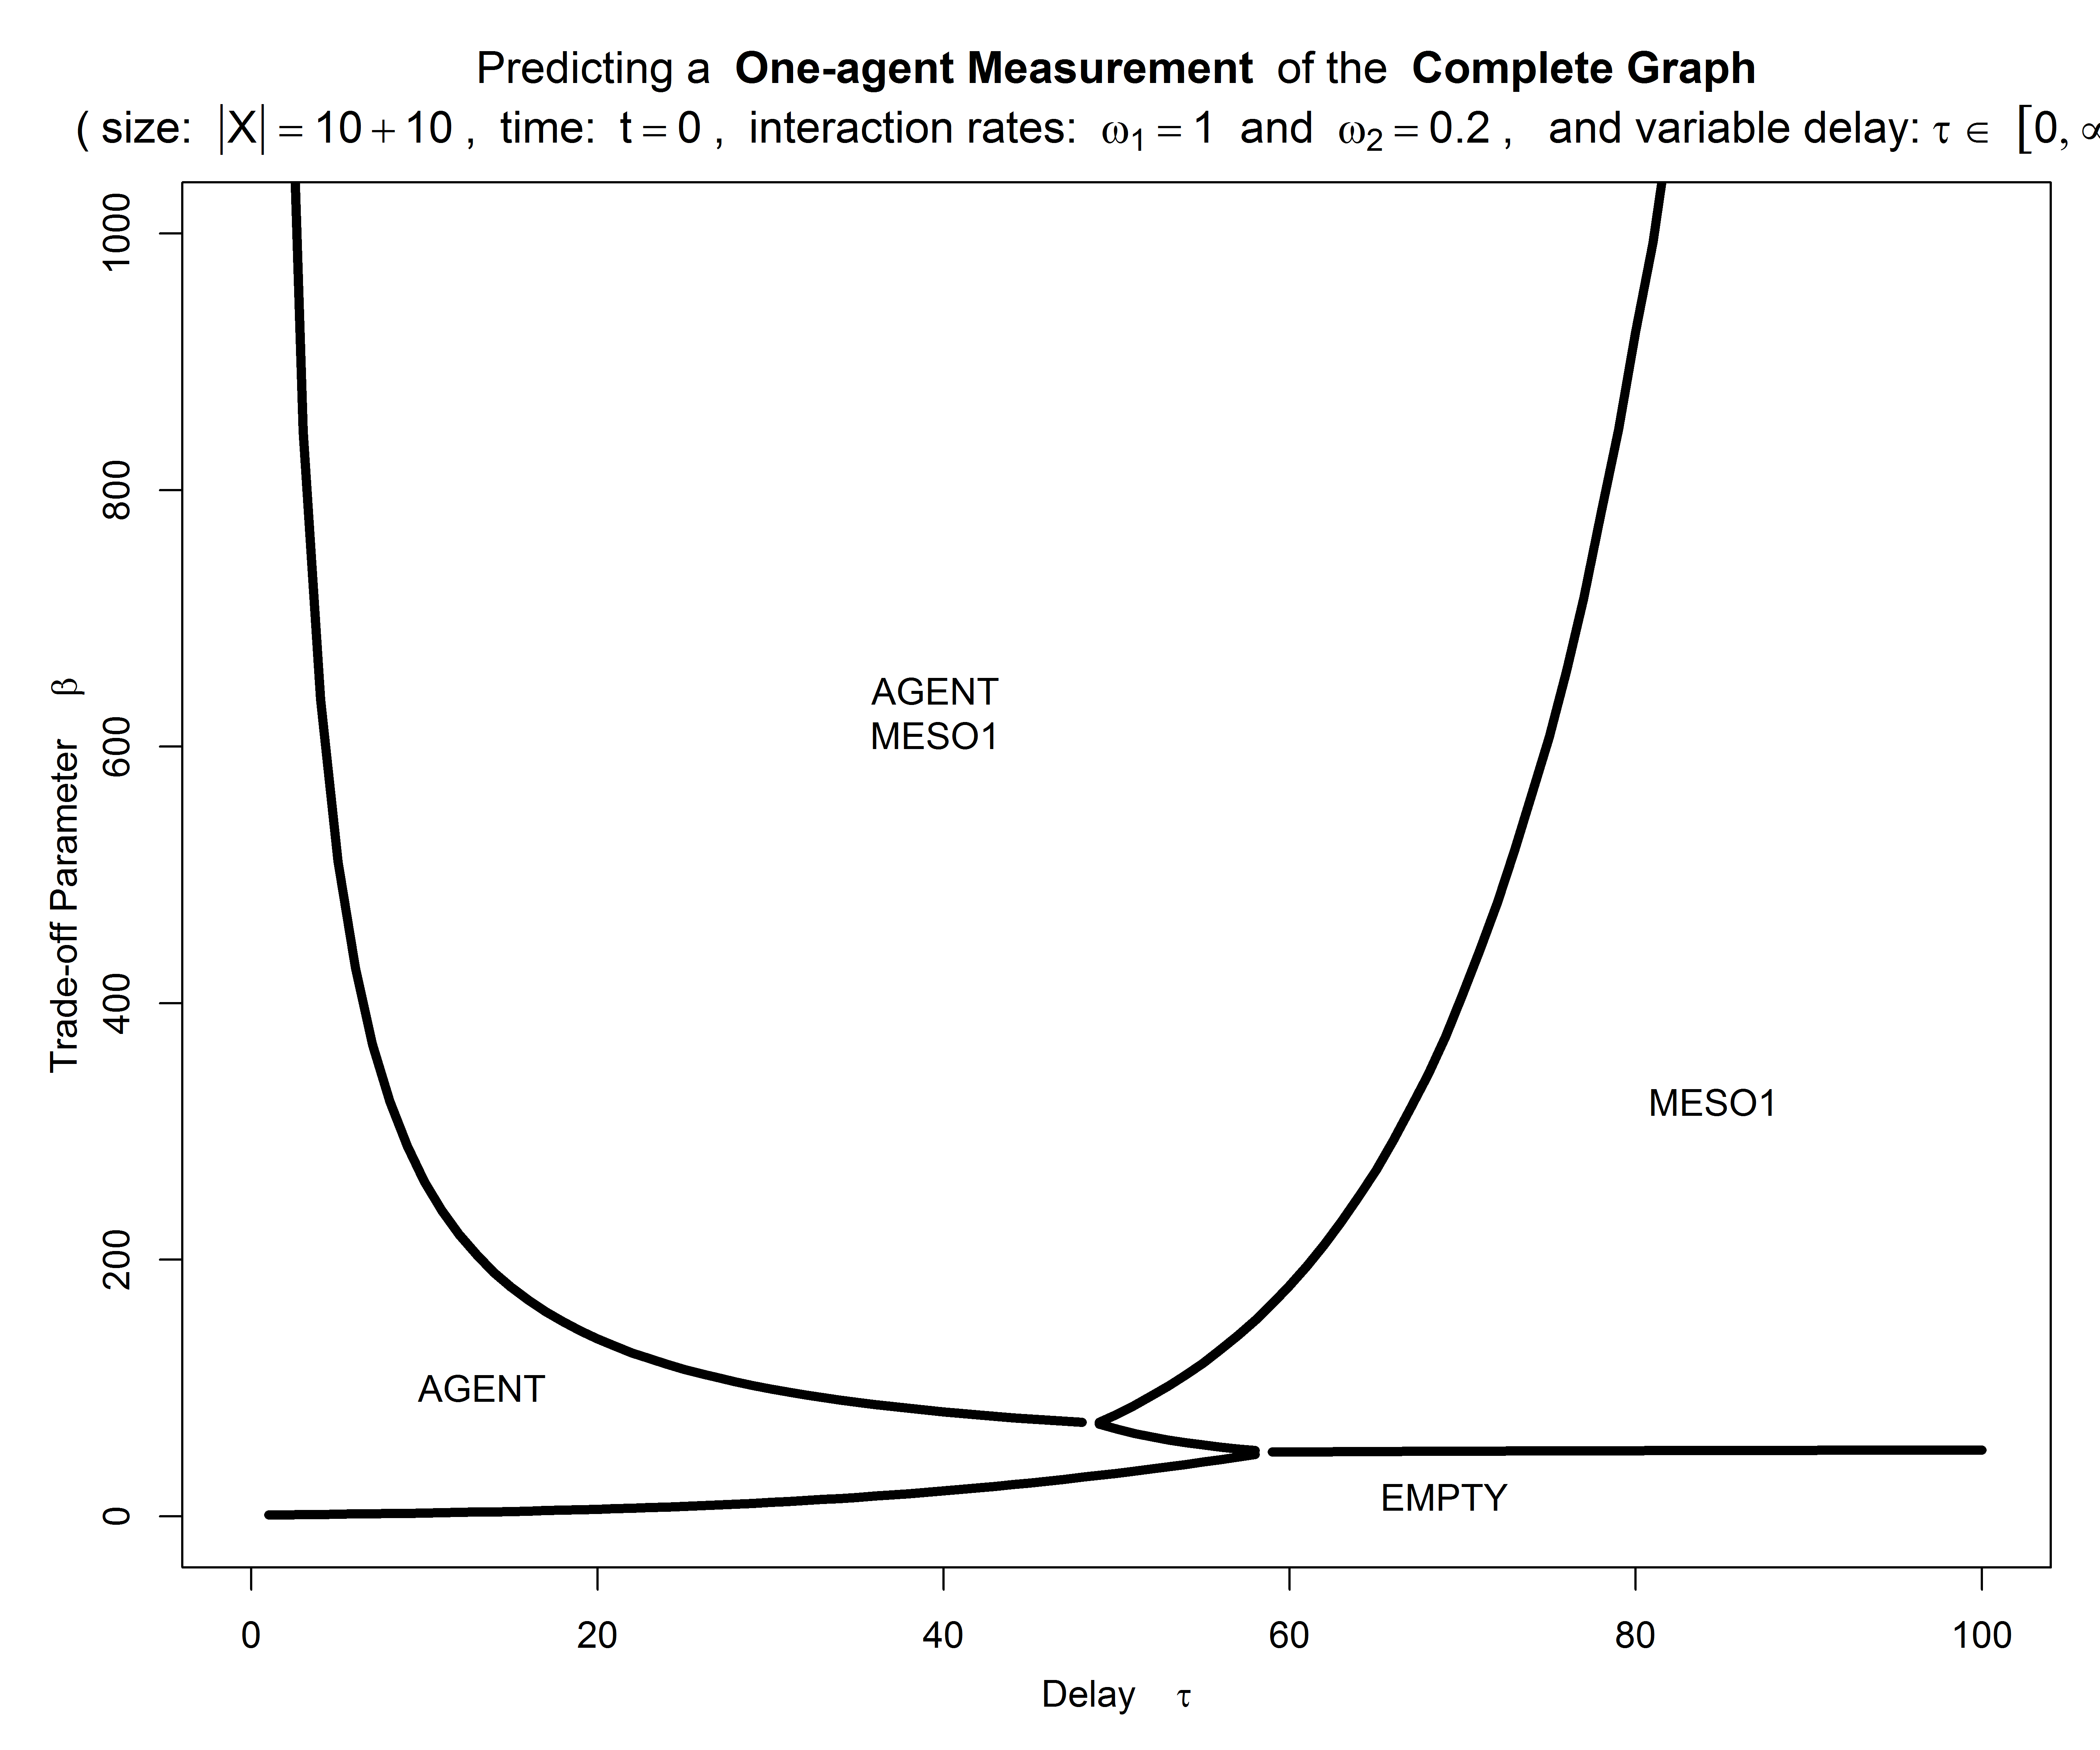 Predicting a One-agent Measurement of the Complete Graph
( size: |X| = 10 + 10 , time: t = 0 , interaction rates: ω₁ = 1 and ω₂ = 0.2 , and variable delay: τ ∈ [0, ∞
1000
800
600
400
200
0
Trade-off Parameter β
AGENT
MESO1
MESO1
AGENT
EMPTY
0 20 40 60 80 100
Delay τ